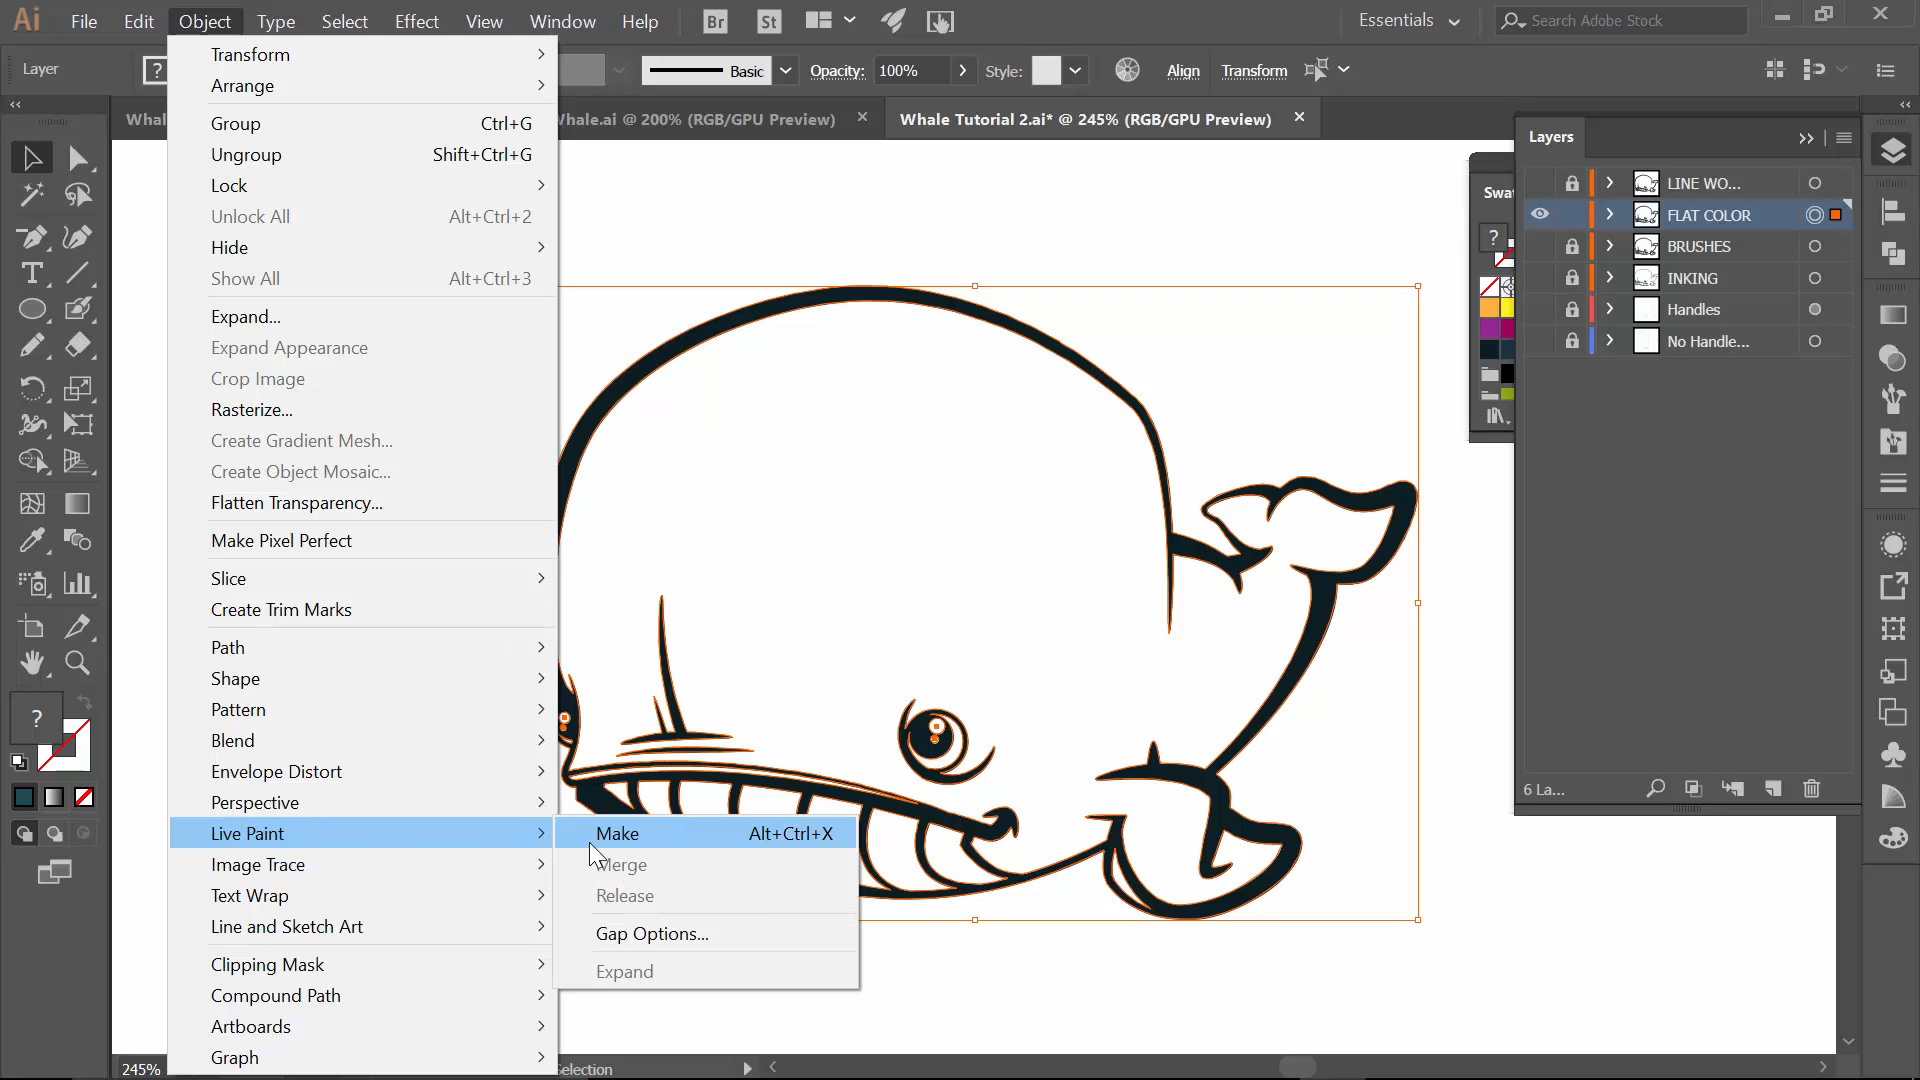 Ai File Edit Object Type Select Effect View Window Help Br St Essentials Search Adobe Stock
Layer ? Basic Opacity: 100% Style: Align Transform
Whal
Whale.ai @ 200% (RGB/GPU Preview) Whale Tutorial 2.ai* @ 245% (RGB/GPU Preview)
Transform
Arrange
Group Ctrl+G
Ungroup Shift+Ctrl+G
Lock
Unlock All Alt+Ctrl+2
Hide
Show All Alt+Ctrl+3
Expand...
Expand Appearance
Crop Image
Rasterize...
Create Gradient Mesh...
Create Object Mosaic...
Flatten Transparency...
Make Pixel Perfect
Slice
Create Trim Marks
Path
Shape
Pattern
Blend
Envelope Distort
Perspective
Live Paint
Image Trace
Text Wrap
Line and Sketch Art
Clipping Mask
Compound Path
Artboards
Graph
Make Alt+Ctrl+X
Merge
Release
Gap Options...
Expand
Swat
?
Layers
LINE WO...
FLAT COLOR
BRUSHES
INKING
Handles
No Handle...
6 La...
?
245%
Selection